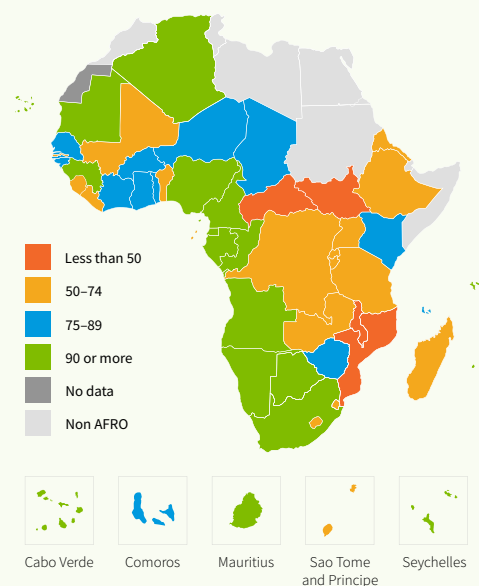 Less than 50
50–74
75–89
90 or more
No data
Non AFRO
Cabo Verde
Comoros
Mauritius
Sao Tome
and Principe
Seychelles